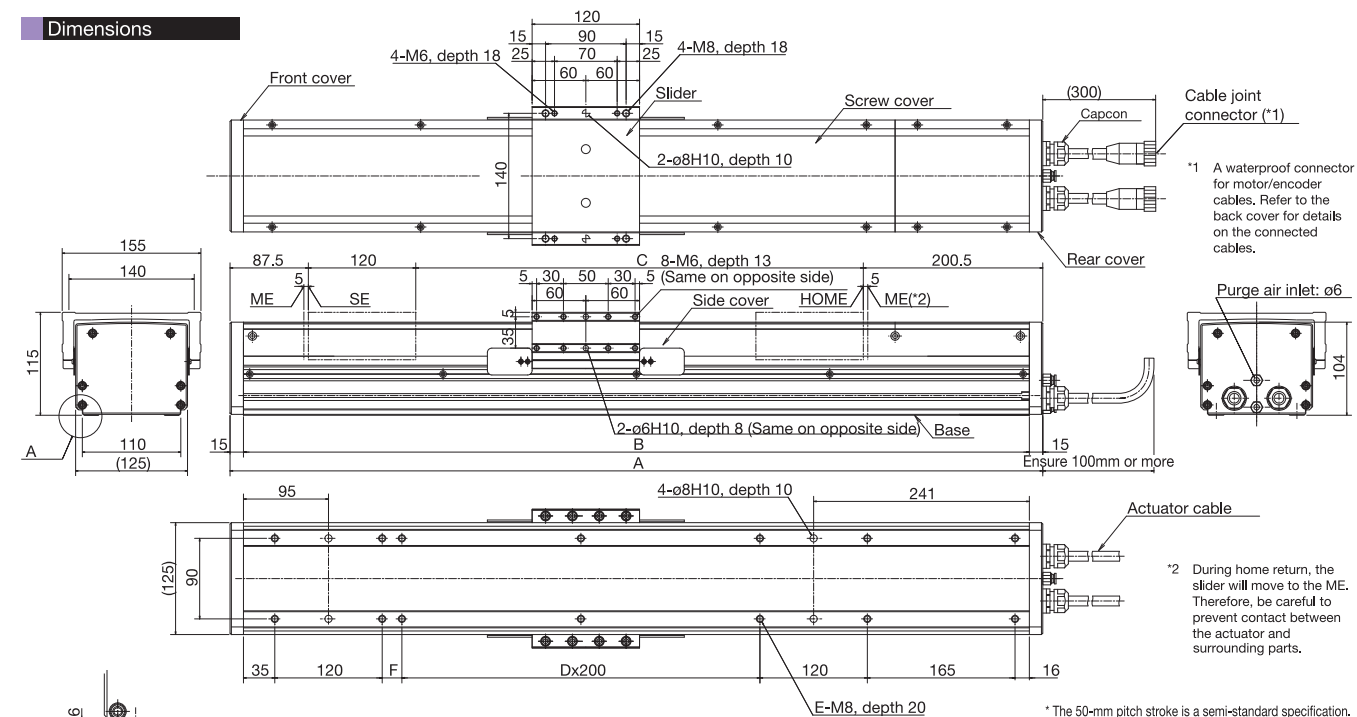 Dimensions
120
15 90 15
4-M6, depth 18
25 70 25
4-M8, depth 18
60 60
Front cover
Slider
Screw cover
(300)
Capcon
Cable joint
connector (*1)
2-ø8H10, depth 10
140
*1 A waterproof connector
for motor/encoder
cables. Refer to the
back cover for details
on the connected
cables.
Rear cover
155
140
115
A
110
(125)
87.5 120 C 200.5
8-M6, depth 13
(Same on opposite side)
5 30 50 30 5
60 60
5
ME SE
Side cover
HOME
5
ME(*2)
5
35
2-ø6H10, depth 8 (Same on opposite side)
Base
15 B 15
A
Ensure 100mm or more
Purge air inlet: ø6
104
95
4-ø8H10, depth 10
241
Actuator cable
(125)
90
*2 During home return, the
slider will move to the ME.
Therefore, be careful to
prevent contact between
the actuator and
surrounding parts.
35 120 F Dx200 120 165 16
E-M8, depth 20
6
* The 50-mm pitch stroke is a semi-standard specification.